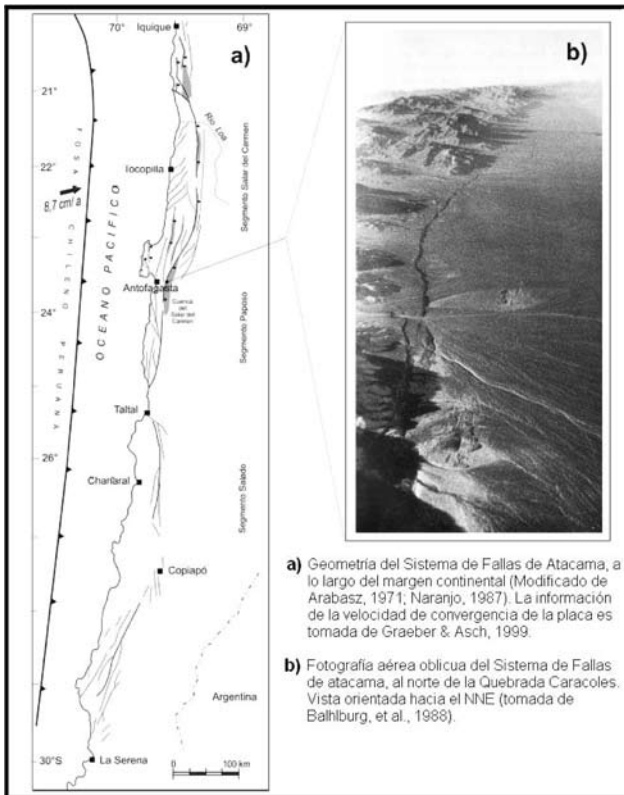 70°
69°
Iquique
a)
21°
Rio Loa
22°
Iocopilla
FOSA CHILENO PERUANA
8,7 cm/a
OCEANO PACIFICO
Segmento Salar del Carmen
Antofagasta
24°
Cuenca
del
Salar del
Carmen
Segmento Paposo
Taltal
26°
Chañaral
Segmento Salado
Copiapó
Argentina
30°S
La Serena
0 100 km
b)
a) Geometría del Sistema de Fallas de Atacama, a
lo largo del margen continental (Modificado de
Arabasz, 1971; Naranjo, 1987). La información
de la velocidad de convergencia de la placa es
tomada de Graeber & Asch, 1999.
b) Fotografía aérea oblicua del Sistema de Fallas
de atacama, al norte de la Quebrada Caracoles.
Vista orientada hacia el NNE (tomada de
Balhlburg, et al., 1988).